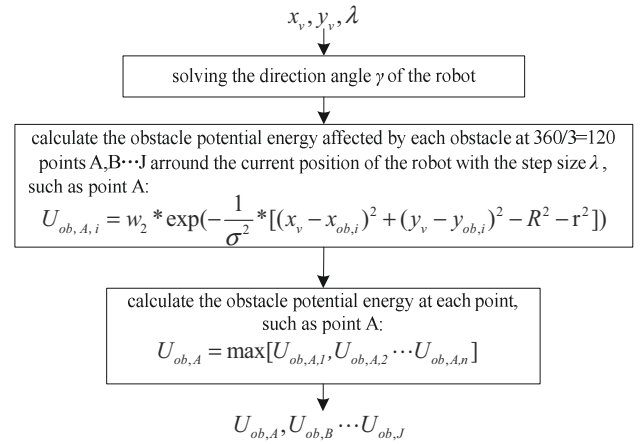 x_v, y_v, λ
solving the direction angle γ of the robot
calculate the obstacle potential energy affected by each obstacle at 360/3=120
points A,B⋯J arround the current position of the robot with the step size λ ,
such as point A:
U_{ob, A, i} = w_2 * exp(-\frac{1}{σ^2} * [(x_v − x_{ob,i})^2 + (y_v − y_{ob,i})^2 − R^2 − r^2])
calculate the obstacle potential energy at each point,
such as point A:
U_{ob,A} = max[U_{ob,A,1}, U_{ob,A,2} ⋯ U_{ob,A,n}]
U_{ob,A}, U_{ob,B} ⋯ U_{ob,J}